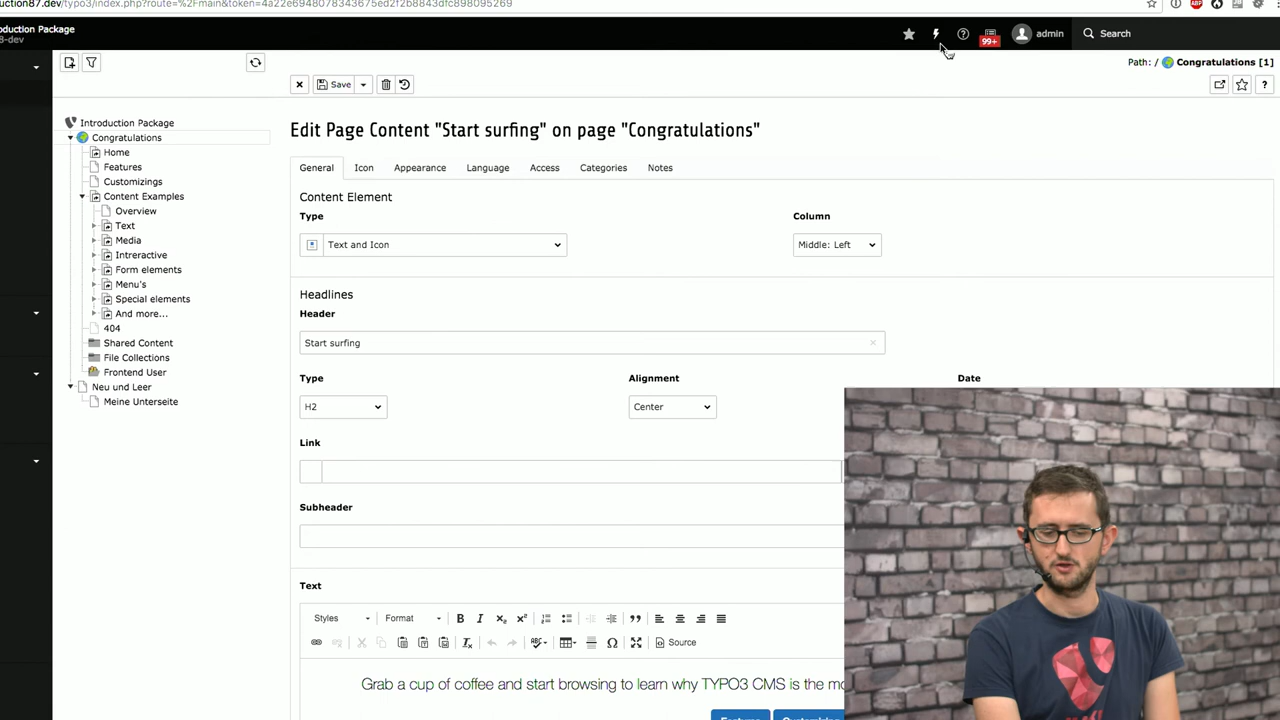 uction87.dev/typo3/index.php?route=%2Fmain&token=4a22e6948078343675ed2f2b8843dfc898095269
roduction Package
8-dev
99+
admin
Search
Path: / Congratulations [1]
Save
Introduction Package
Congratulations
Home
Features
Customizings
Content Examples
Overview
Text
Media
Intreractive
Form elements
Menu's
Special elements
And more...
404
Shared Content
File Collections
Frontend User
Neu und Leer
Meine Unterseite
Edit Page Content "Start surfing" on page "Congratulations"
General Icon Appearance Language Access Categories Notes
Content Element
Type Column
Text and Icon Middle: Left
Headlines
Header
Start surfing
Type Alignment Date
H2 Center
Link
Subheader
Text
Styles Format
Source
Grab a cup of coffee and start browsing to learn why TYPO3 CMS is the mo